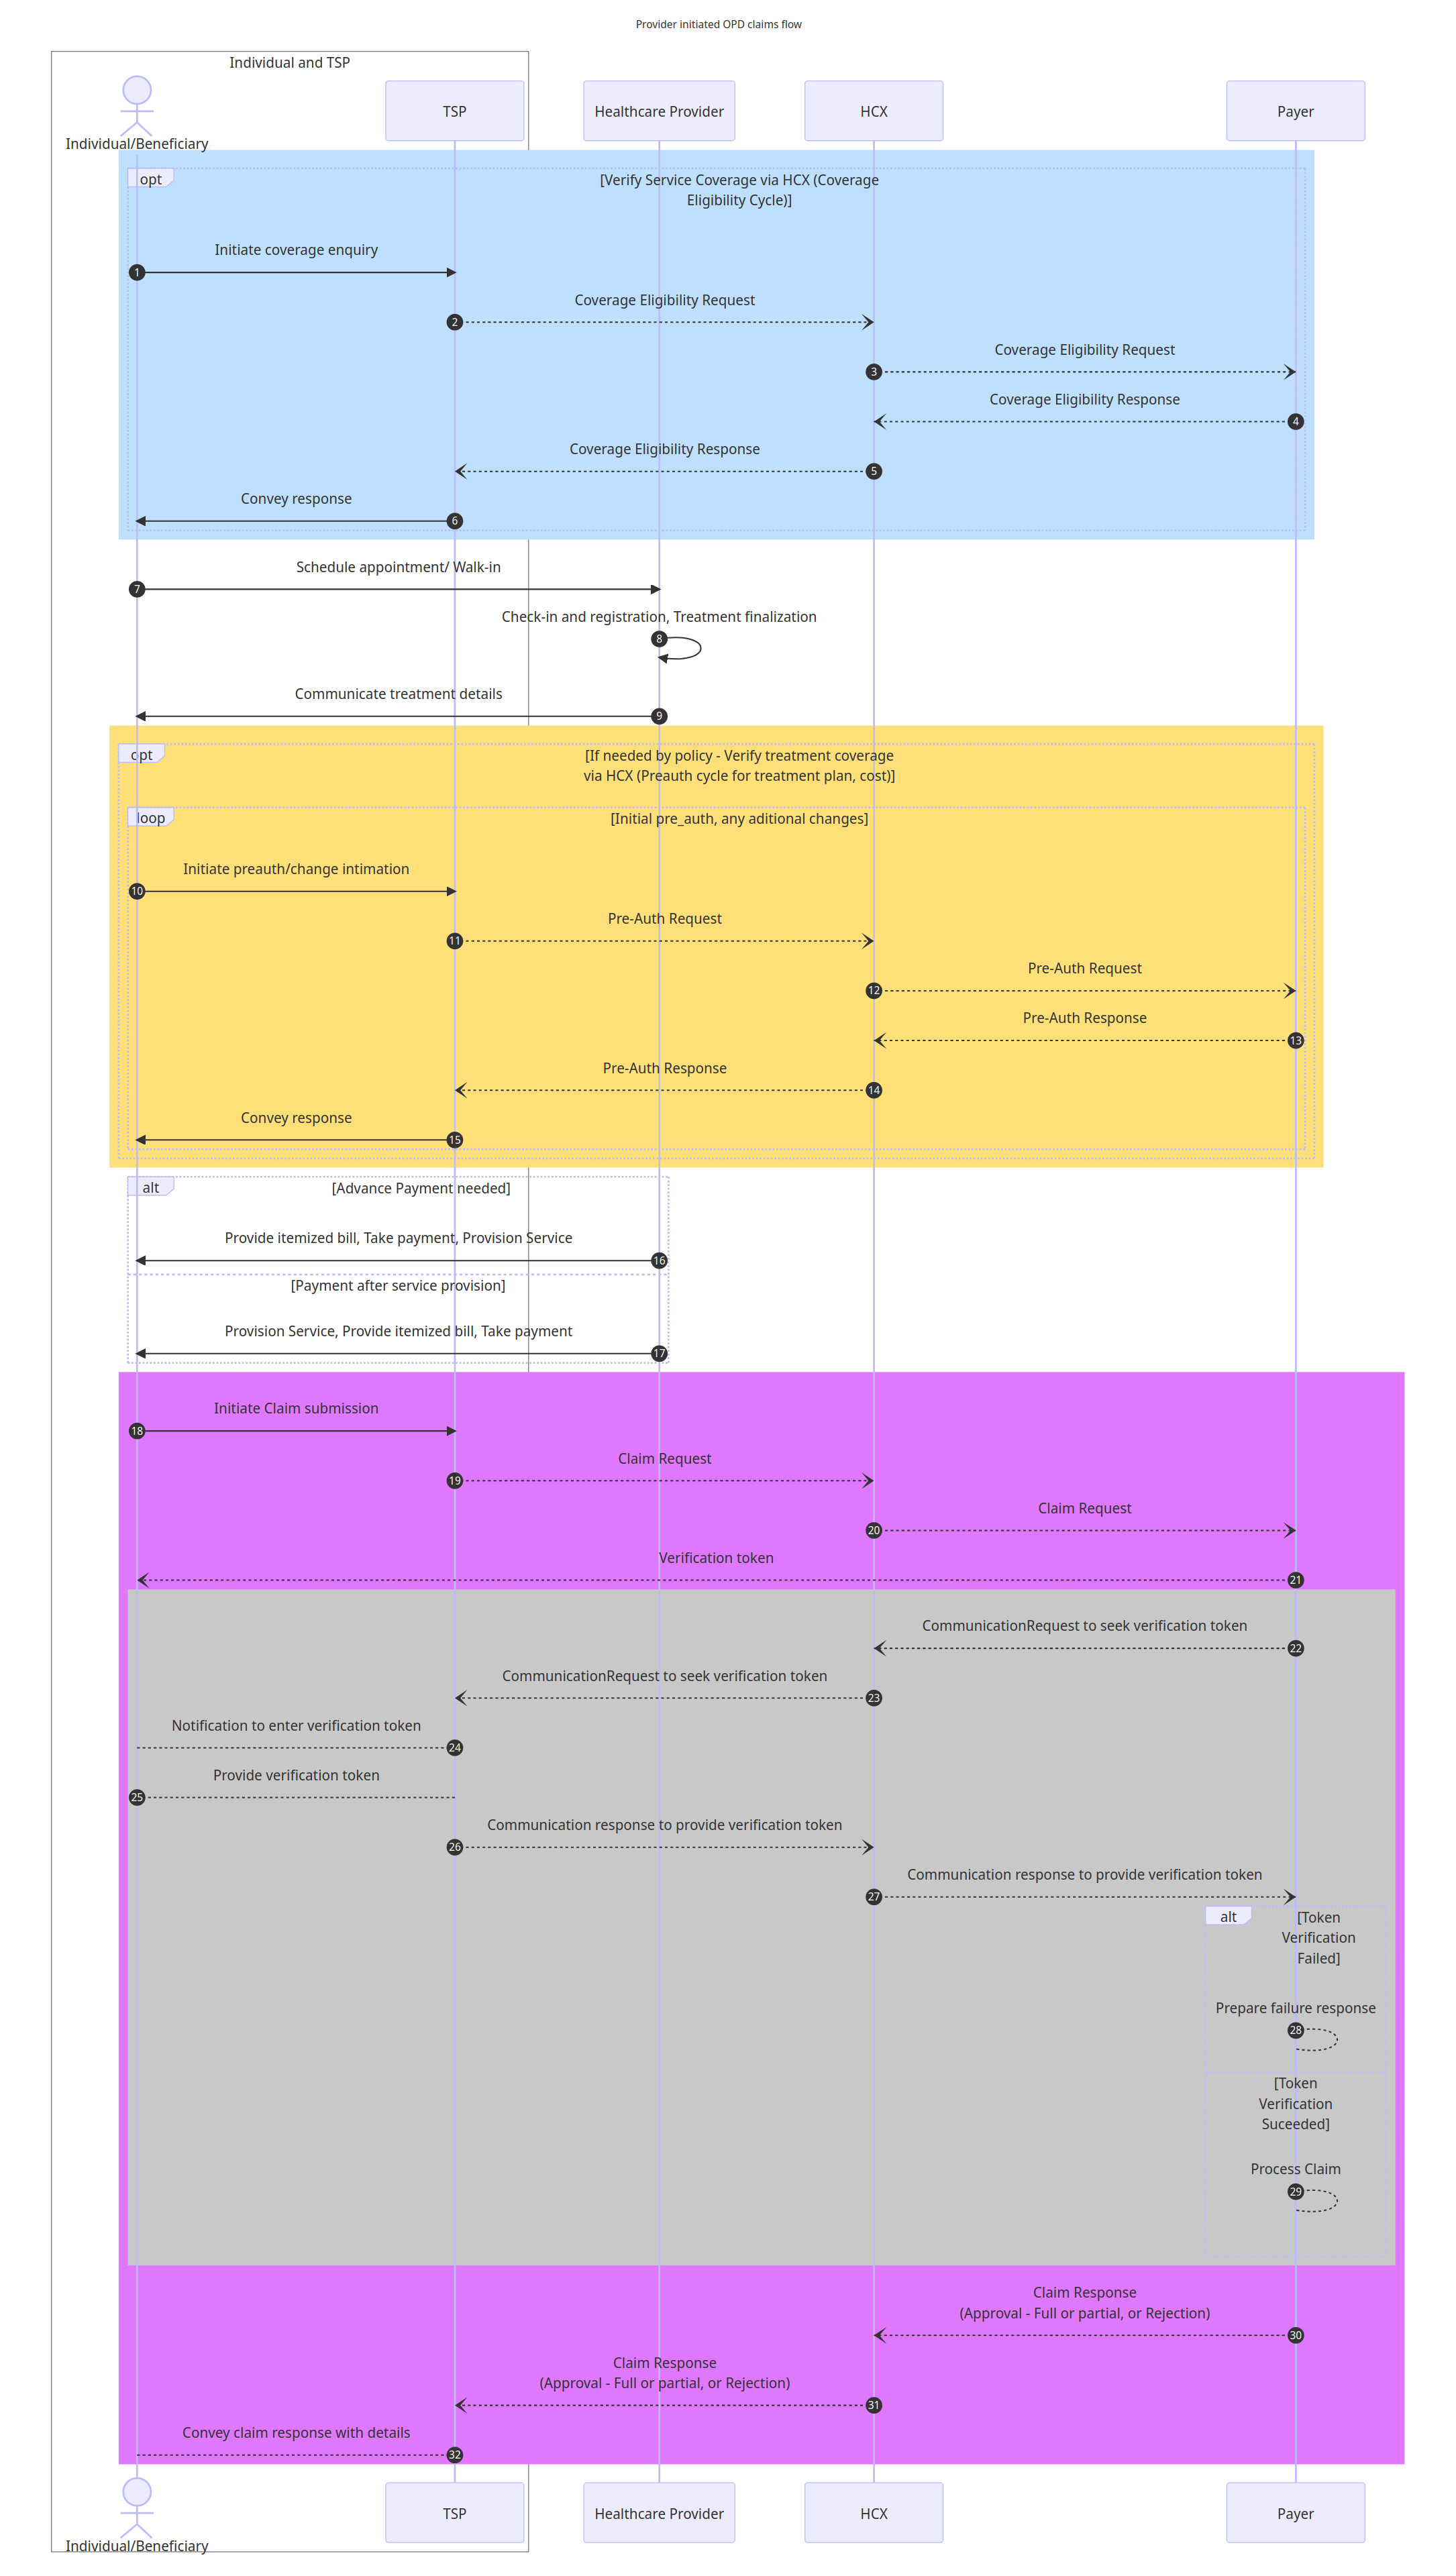 Provider initiated OPD claims flow
Individual and TSP
Individual/Beneficiary
TSP
Healthcare Provider
HCX
Payer
opt
[Verify Service Coverage via HCX (Coverage
Eligibility Cycle)]
Initiate coverage enquiry
1
Coverage Eligibility Request
2
Coverage Eligibility Request
3
Coverage Eligibility Response
4
Coverage Eligibility Response
5
Convey response
6
Schedule appointment/ Walk-in
7
Check-in and registration, Treatment finalization
8
Communicate treatment details
9
opt
[If needed by policy - Verify treatment coverage
via HCX (Preauth cycle for treatment plan, cost)]
loop
[Initial pre_auth, any aditional changes]
Initiate preauth/change intimation
10
Pre-Auth Request
11
Pre-Auth Request
12
Pre-Auth Response
13
Pre-Auth Response
14
Convey response
15
alt
[Advance Payment needed]
Provide itemized bill, Take payment, Provision Service
16
[Payment after service provision]
Provision Service, Provide itemized bill, Take payment
17
Initiate Claim submission
18
Claim Request
19
Claim Request
20
Verification token
21
CommunicationRequest to seek verification token
22
CommunicationRequest to seek verification token
23
Notification to enter verification token
24
Provide verification token
25
Communication response to provide verification token
26
Communication response to provide verification token
27
alt
[Token
Verification
Failed]
Prepare failure response
28
[Token
Verification
Suceeded]
Process Claim
29
Claim Response
(Approval - Full or partial, or Rejection)
30
Claim Response
(Approval - Full or partial, or Rejection)
31
Convey claim response with details
32
Individual/Beneficiary
TSP
Healthcare Provider
HCX
Payer